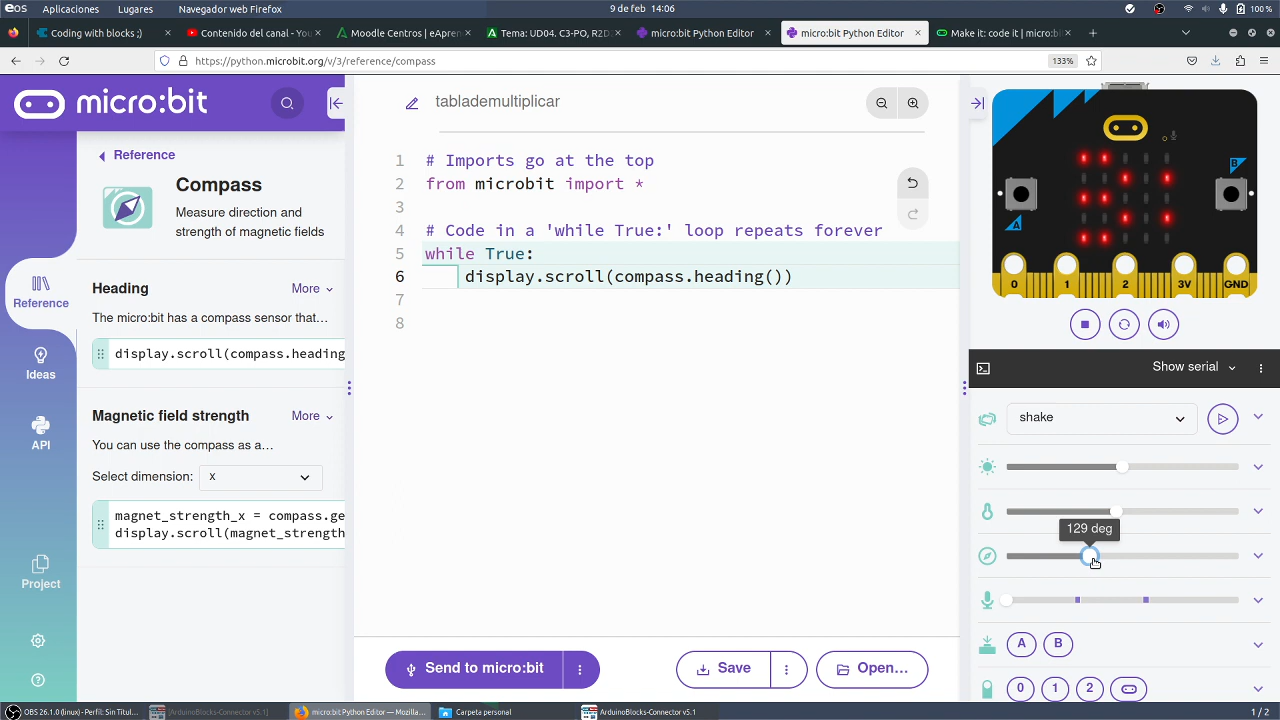 eos Aplicaciones Lugares Navegador web Firefox 9 de feb 14:06 100 %
Coding with blocks ;) Contenido del canal - You Moodle Centros | eApren Tema: UD04. C3-PO, R2D micro:bit Python Editor micro:bit Python Editor Make it: code it | micro:bi
https://python.microbit.org/v/3/reference/compass 133%
micro:bit
Reference
Compass
Measure direction and
strength of magnetic fields
Heading More
The micro:bit has a compass sensor that…
display.scroll(compass.heading
Magnetic field strength More
You can use the compass as a…
Select dimension: x
magnet_strength_x = compass.ge
display.scroll(magnet_strength
Reference
Ideas
API
Project
tablademultiplicar
1 # Imports go at the top
2 from microbit import *
3
4 # Code in a 'while True:' loop repeats forever
5 while True:
6 display.scroll(compass.heading())
7
8
Send to micro:bit Save Open...
A B
0 1 2 3V GND
Show serial
shake
129 deg
A B
0 1 2
OBS 26.1.0 (linux) - Perfil: Sin Titul… [ArduinoBlocks-Connector v5.1] micro:bit Python Editor — Mozilla… Carpeta personal ArduinoBlocks-Connector v5.1 1 / 2